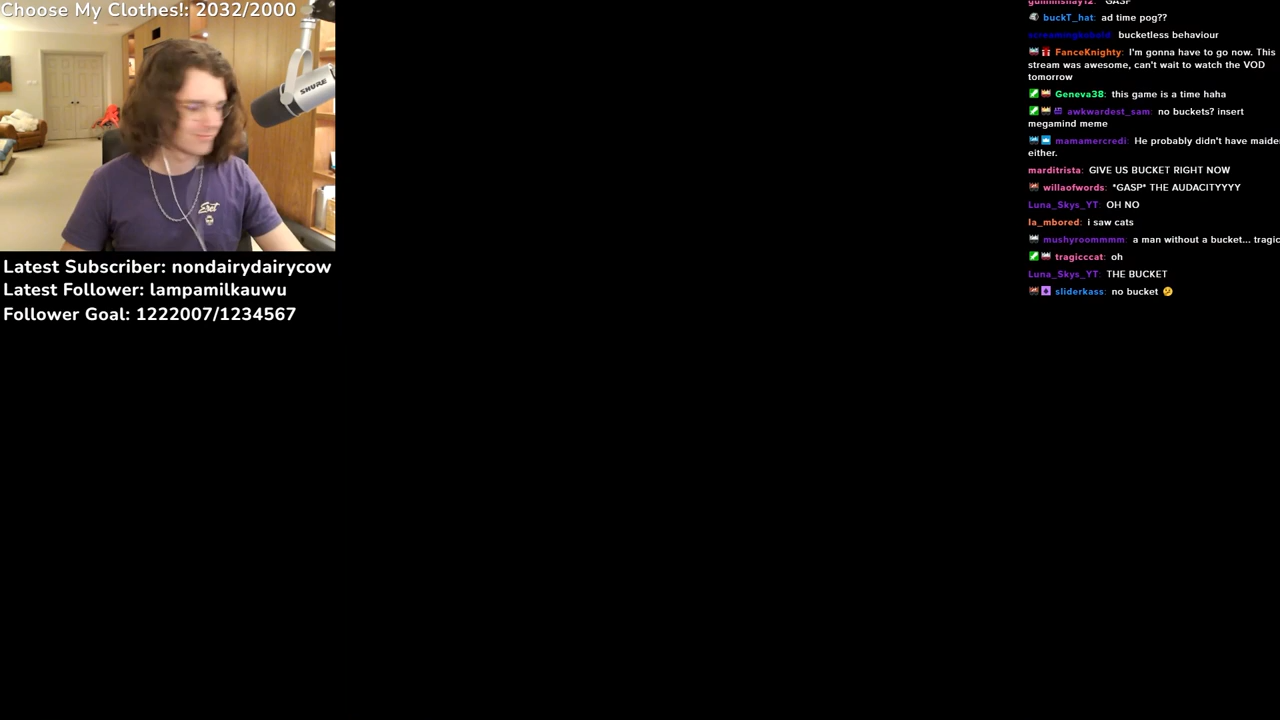 Choose My Clothes!: 2032/2000
SHURE
Eret
Latest Subscriber: nondairydairycow
Latest Follower: lampamilkauwu
Follower Goal: 1222007/1234567
buckT_hat: ad time pog??
screamingkobold: bucketless behaviour
FanceKnighty: I'm gonna have to go now. This
stream was awesome, can't wait to watch the VOD
tomorrow
Geneva38: this game is a time haha
awkwardest_sam: no buckets? insert
megamind meme
mamamercredi: He probably didn't have maide
either.
marditrista: GIVE US BUCKET RIGHT NOW
willaofwords: *GASP* THE AUDACITYYYY
Luna_Skys_YT: OH NO
la_mbored: i saw cats
mushyroommmm: a man without a bucket... tragic
tragicccat: oh
Luna_Skys_YT: THE BUCKET
sliderkass: no bucket 🤔